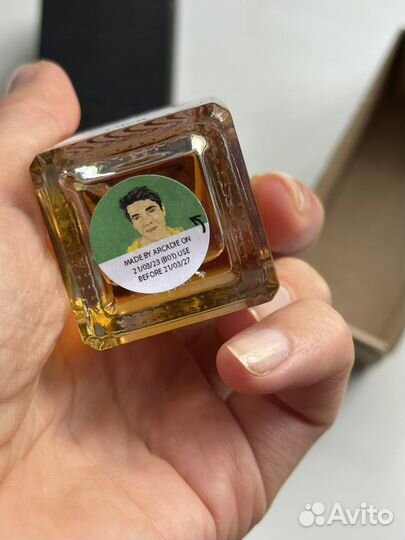 MADE BY ARCADIE ON
21/03/23 (B01) USE
BEFORE 21/03/27
Avito